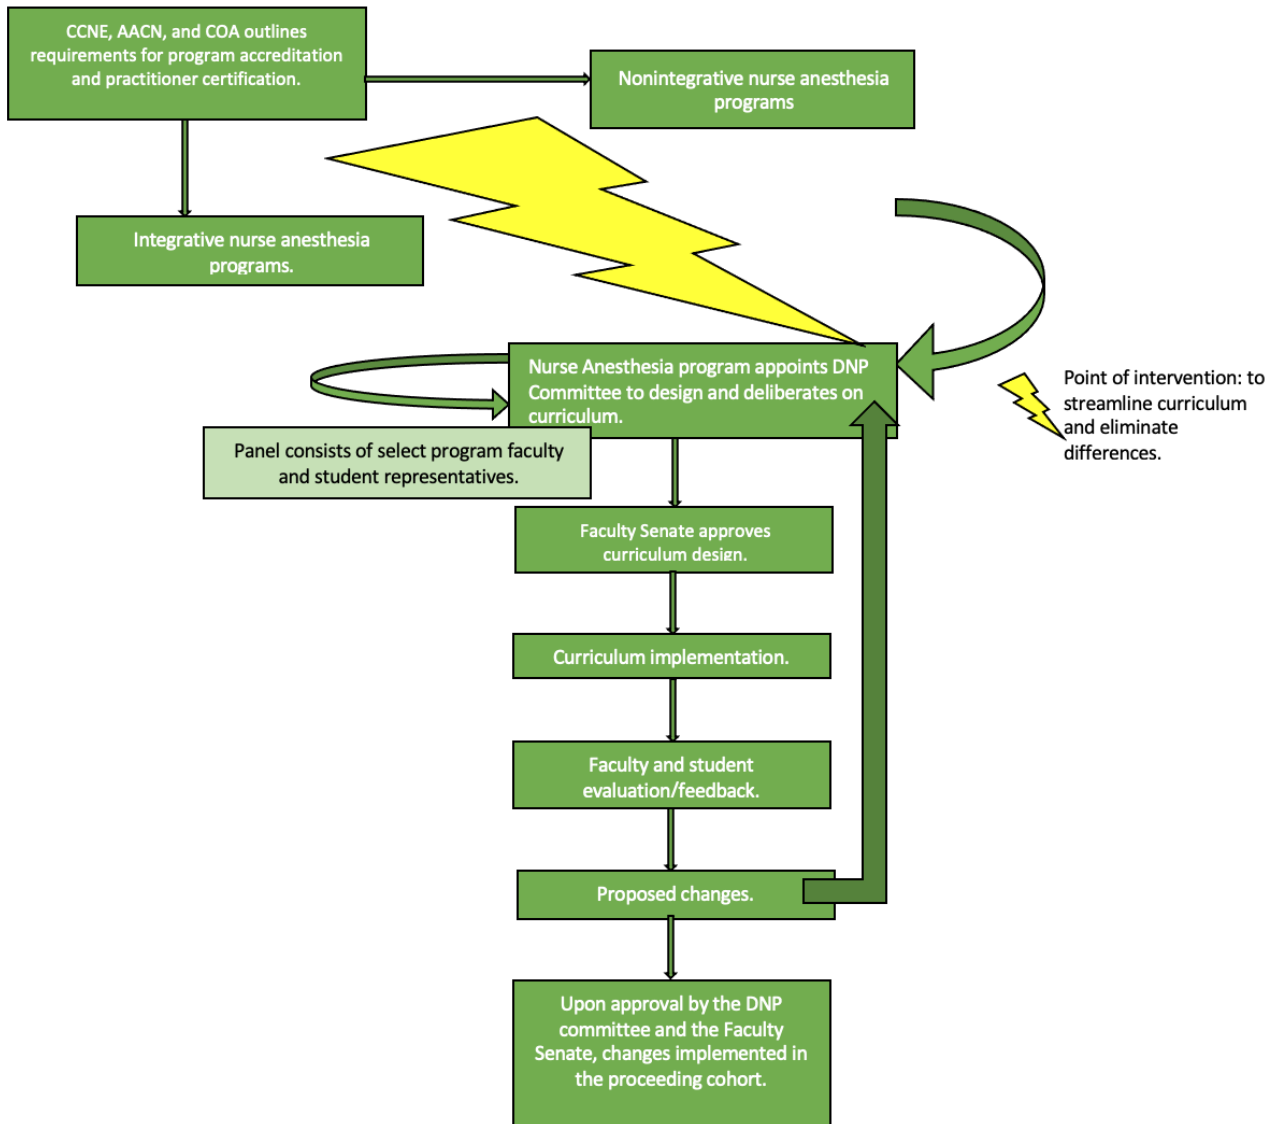 CCNE, AACN, and COA outlines
requirements for program accreditation
and practitioner certification.
Nonintegrative nurse anesthesia
programs
Integrative nurse anesthesia
programs.
Nurse Anesthesia program appoints DNP
Committee to design and deliberates on
curriculum.
Point of intervention: to
streamline curriculum
and eliminate
differences.
Panel consists of select program faculty
and student representatives.
Faculty Senate approves
curriculum design.
Curriculum implementation.
Faculty and student
evaluation/feedback.
Proposed changes.
Upon approval by the DNP
committee and the Faculty
Senate, changes implemented in
the proceeding cohort.